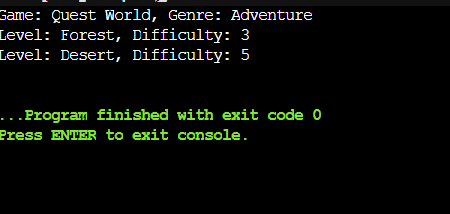 Game: Quest World, Genre: Adventure
Level: Forest, Difficulty: 3
Level: Desert, Difficulty: 5
...Program finished with exit code 0
Press ENTER to exit console.